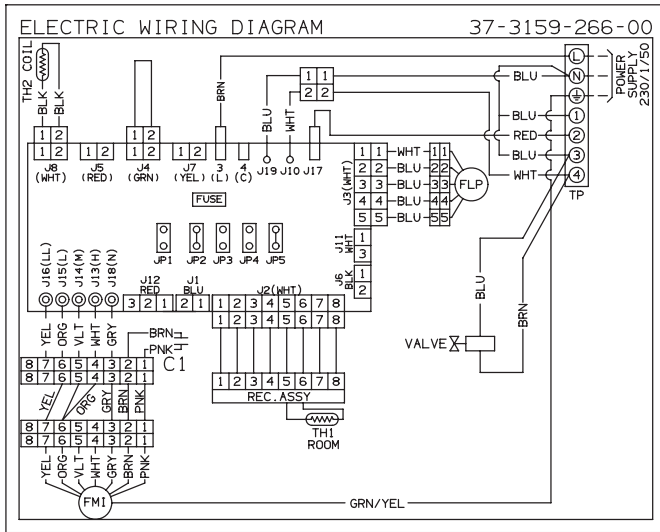 ELECTRIC WIRING DIAGRAM 37-3159-266-00
TH2 COIL
BLK
BLK
1 2
1 2
J8
(WHT)
1 2
J5
(RED)
1 2
1 2
J4
(GRN)
1 2
J7
(YEL)
BRN
3
(L)
4
(C)
BLU
J19
WHT
J10
J17
1 1
2 2
FUSE
JP1 JP2 JP3 JP4 JP5
J3(WHT)
1 1 WHT 1 1
2 2 BLU 2 2
3 3 BLU 3 3
4 4 BLU 4 4
5 5 BLU 5 5
FLP
J11
WHT
1
3
J6
BLK
1
2
L
BLU N
POWER
SUPPLY
230/1/50
BLU 1
RED 2
BLU 3
WHT 4
TP
BLU
BRN
VALVE
J16(LL)
J15(L)
J14(M)
J13(H)
J18(N)
J12
RED
3 2 1
J1
BLU
2 1
J2(WHT)
1 2 3 4 5 6 7 8
1 2 3 4 5 6 7 8
1 2 3 4 5 6 7 8
REC.ASSY
TH1
ROOM
YEL
ORG
VLT
WHT
GRY
BRN
PNK
C1
8 7 6 5 4 3 2 1
8 7 6 5 4 3 2 1
YEL
ORG
GRY
BRN
PNK
8 7 6 5 4 3 2 1
8 7 6 5 4 3 2 1
YEL
ORG
VLT
WHT
GRY
BRN
PNK
FMI
GRN/YEL